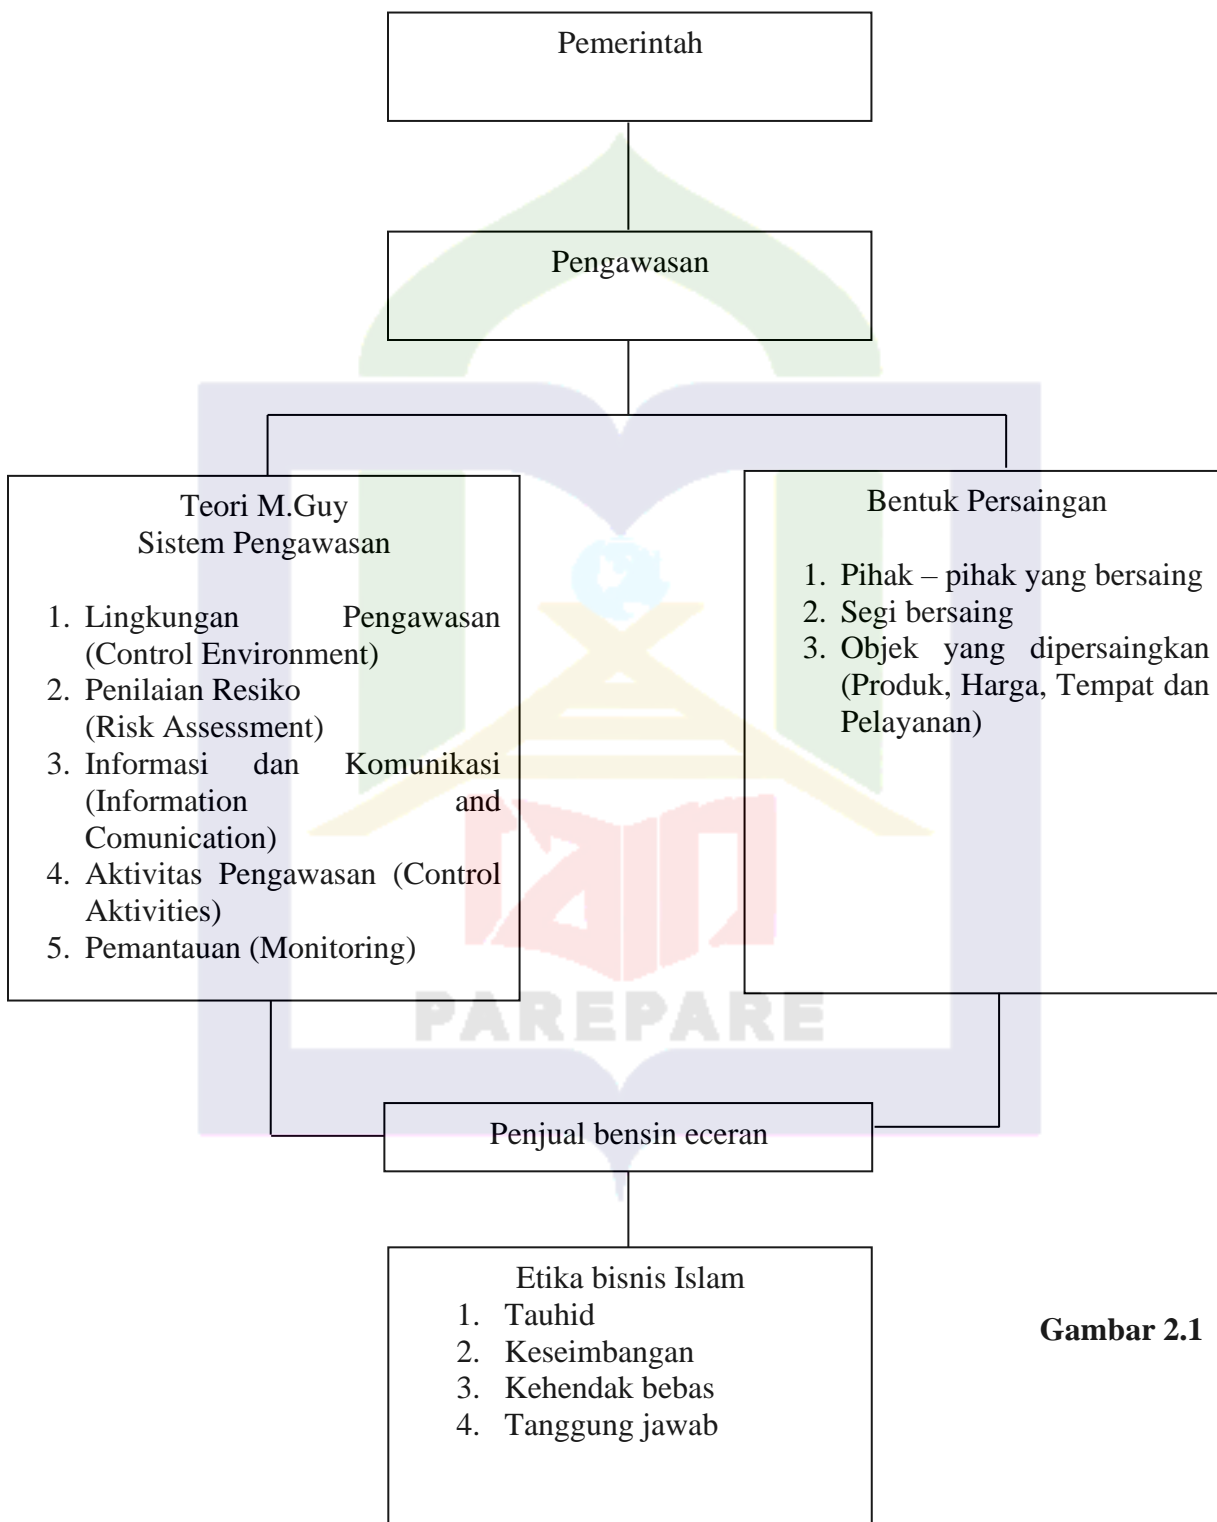 Pemerintah
Pengawasan
Teori M.Guy
Sistem Pengawasan
1. Lingkungan Pengawasan
(Control Environment)
2. Penilaian Resiko
(Risk Assessment)
3. Informasi dan Komunikasi
(Information and
Comunication)
4. Aktivitas Pengawasan (Control
Aktivities)
5. Pemantauan (Monitoring)
Bentuk Persaingan
1. Pihak – pihak yang bersaing
2. Segi bersaing
3. Objek yang dipersaingkan
(Produk, Harga, Tempat dan
Pelayanan)
PAREPARE
Penjual bensin eceran
Etika bisnis Islam
1. Tauhid
2. Keseimbangan
3. Kehendak bebas
4. Tanggung jawab
Gambar 2.1